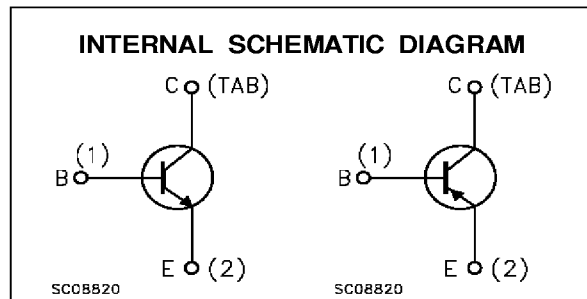 INTERNAL SCHEMATIC DIAGRAM
C (TAB)
(1)
B
E (2)
SC08820
C (TAB)
(1)
B
E (2)
SC08820